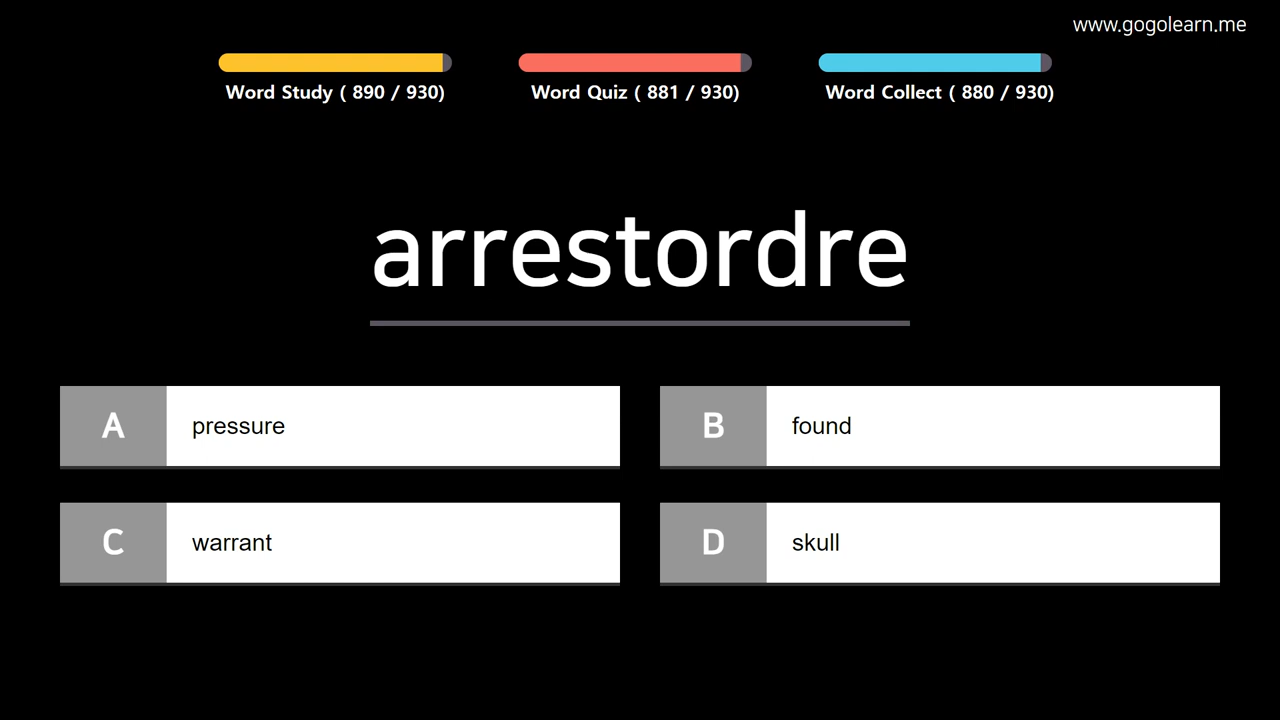 www.gogolearn.me
Word Study ( 890 / 930)
Word Quiz ( 881 / 930)
Word Collect ( 880 / 930)
arrestordre
A pressure
B found
C warrant
D skull